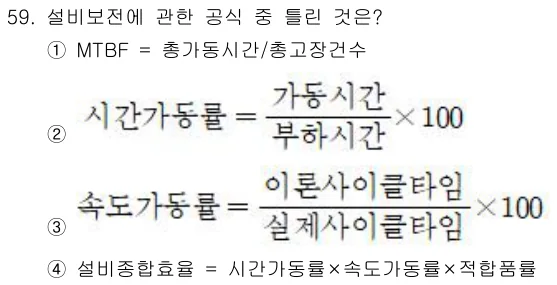 59. 설비보전에 관한 공식 중 틀린 것은?
① MTBF = 총가동시간/총고장건수
② 시간가동률 = 가동시간/부하시간 × 100
③ 속도가동률 = 이론사이클타임/실제사이클타임 × 100
④ 설비종합효율 = 시간가동률×속도가동률×적합품률